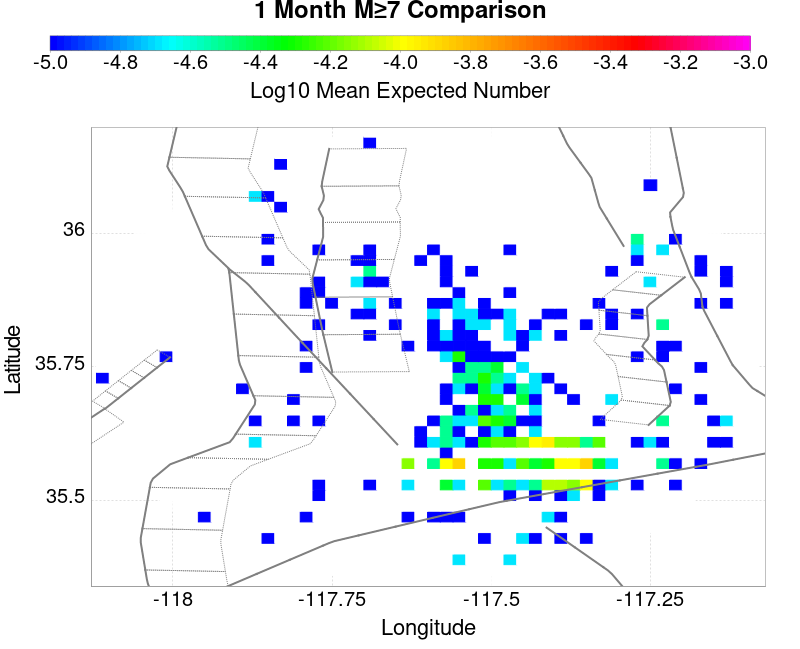 1 Month M≥7 Comparison
-5.0 -4.8 -4.6 -4.4 -4.2 -4.0 -3.8 -3.6 -3.4 -3.2 -3.0
Log10 Mean Expected Number
36
35.75
35.5
Latitude
-118 -117.75 -117.5 -117.25
Longitude